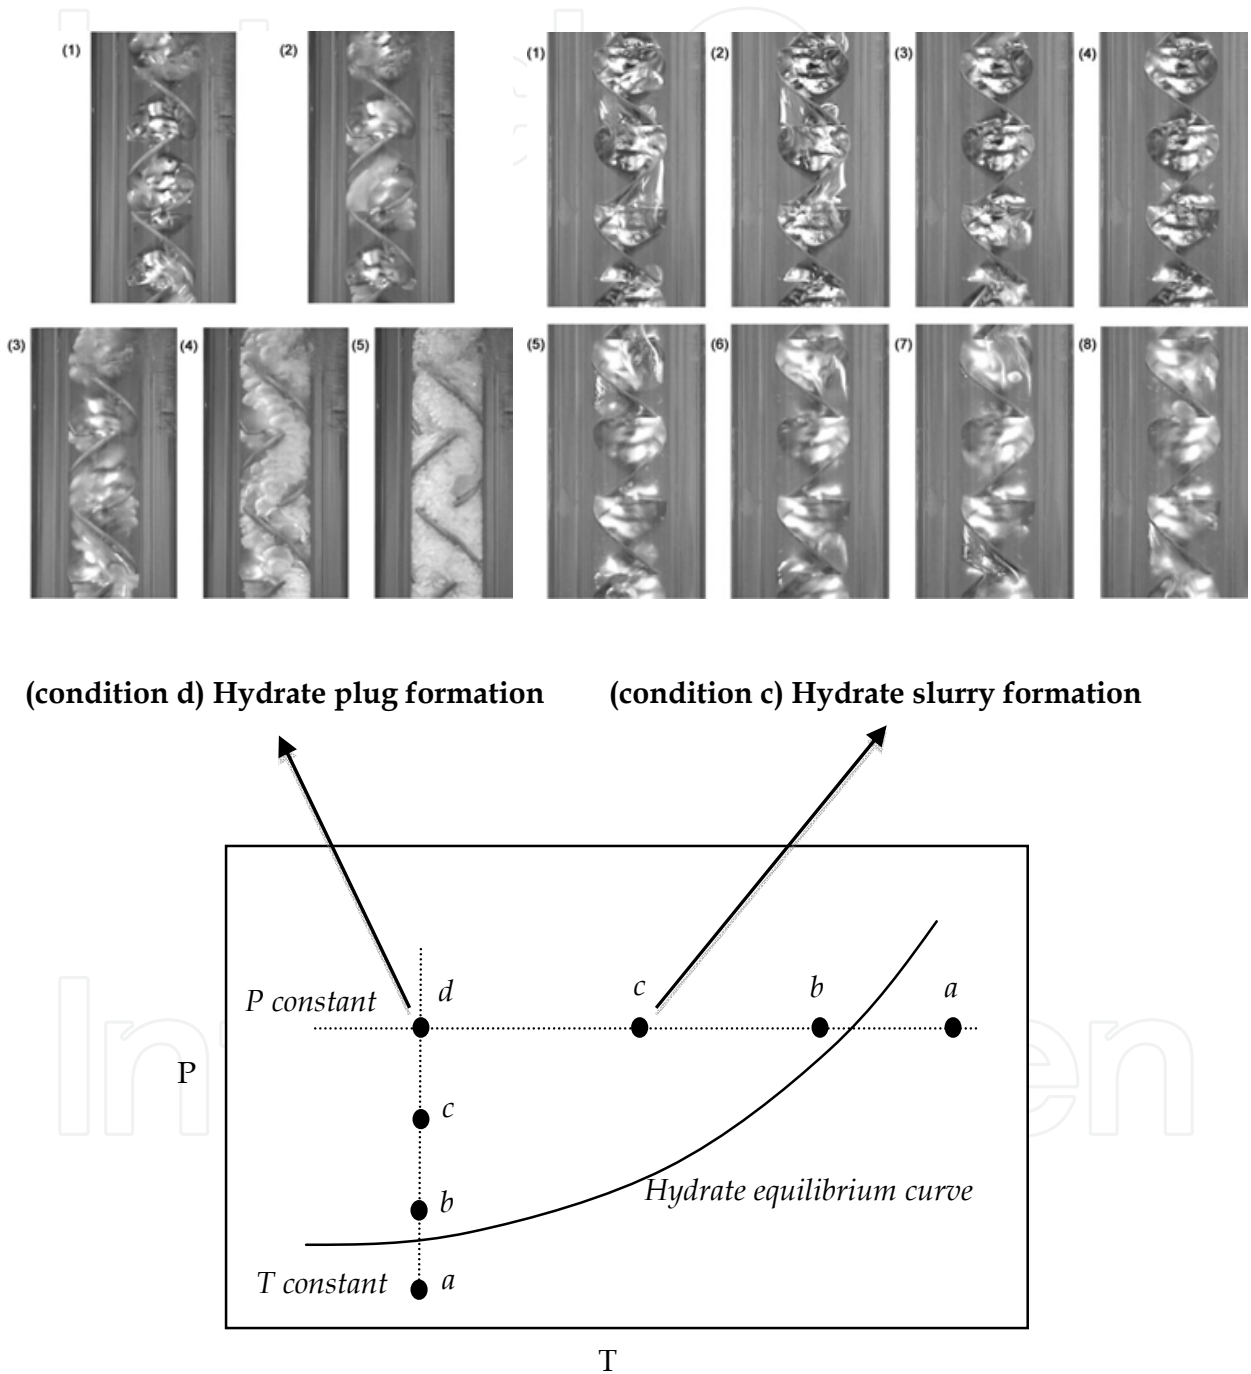 (1) (2) (1) (2) (3) (4)
(3) (4) (5) (5) (6) (7) (8)
(condition d) Hydrate plug formation (condition c) Hydrate slurry formation
P constant d c b a
P
c
b Hydrate equilibrium curve
T constant a
T